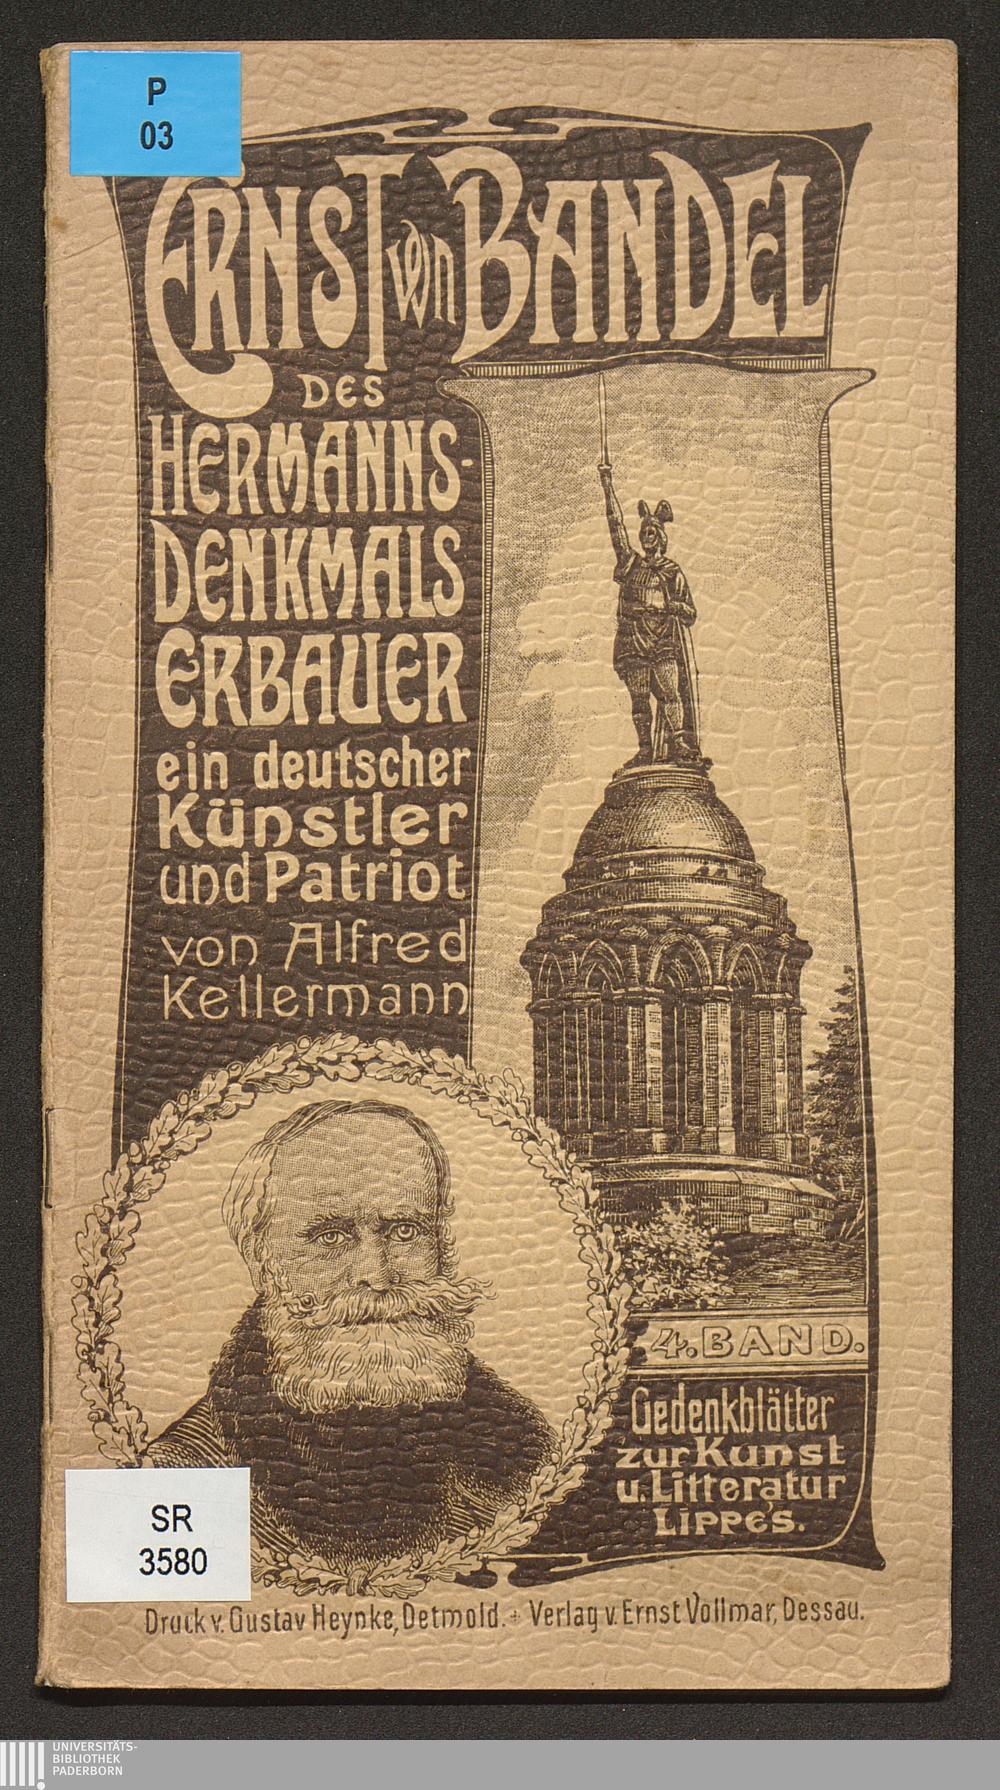 P
03
ERNST von BANDEL
DES
HERMANNS-
DENKMALS
ERBAUER
ein deutscher
Künstler
und Patriot
von Alfred
Kellermann
4. BAND.
Gedenkblätter
zur Kunst
u. Litteratur
LIPPES.
SR
3580
Druck v. Gustav Heynke, Detmold. + Verlag v. Ernst Vollmar, Dessau.
UNIVERSITÄTS-
BIBLIOTHEK
PADERBORN